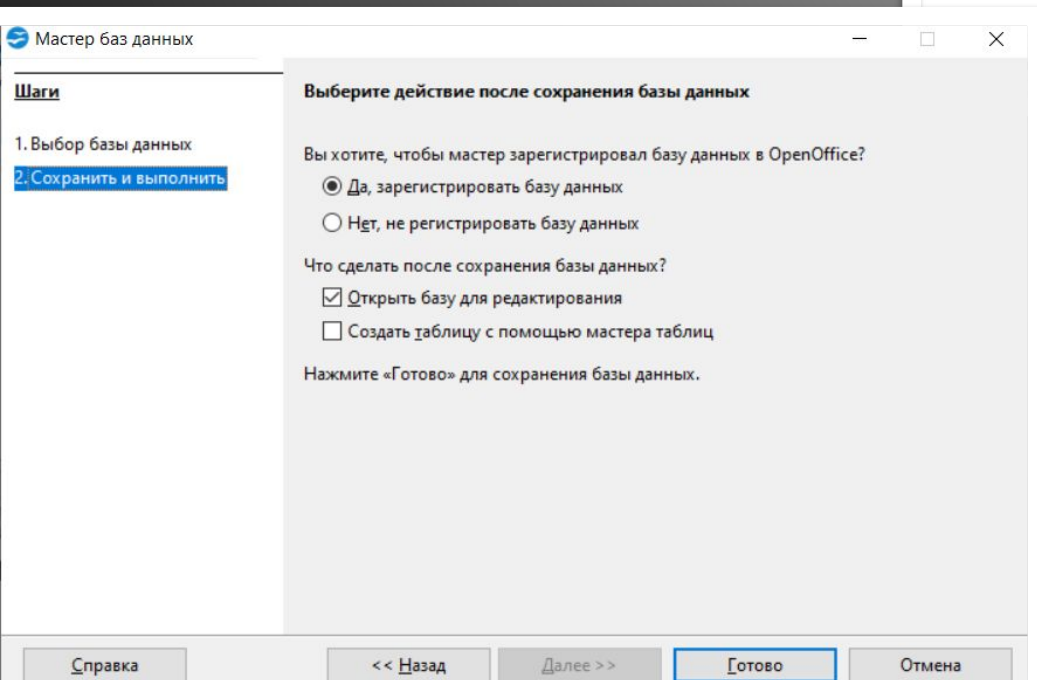 Мастер баз данных
Шаги
Выберите действие после сохранения базы данных
1. Выбор базы данных
2. Сохранить и выполнить
Вы хотите, чтобы мастер зарегистрировал базу данных в OpenOffice?
Да, зарегистрировать базу данных
Нет, не регистрировать базу данных
Что сделать после сохранения базы данных?
Открыть базу для редактирования
Создать таблицу с помощью мастера таблиц
Нажмите «Готово» для сохранения базы данных.
Справка
<< Назад
Далее >>
Готово
Отмена